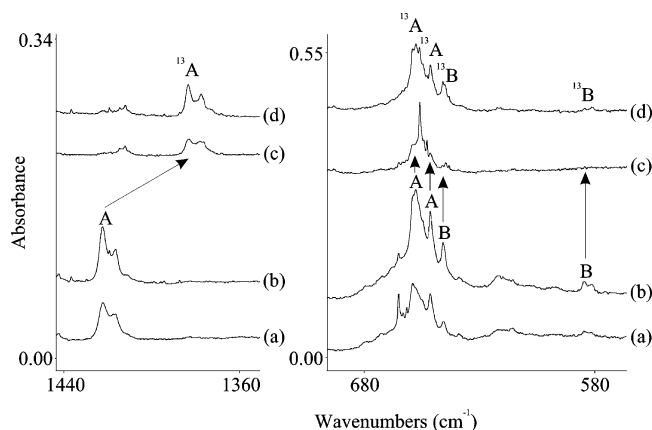 0.34
¹³A
(d)
(c)
A
(b)
(a)
0.00
1440
1360
Absorbance
0.55
¹³A
¹³A
¹³B
¹³B
(d)
(c)
A
A
B
B
(b)
(a)
0.00
680
580
Wavenumbers (cm⁻¹)